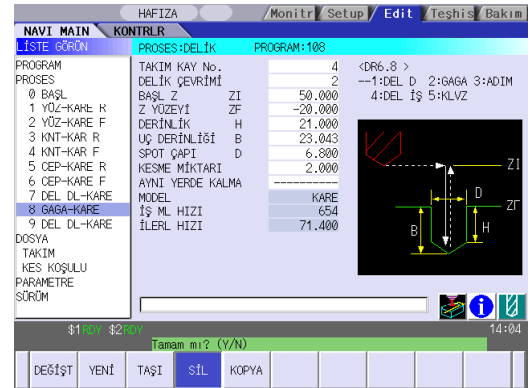 HAFIZA Monitr Setup Edit Teşhis Bakım
NAVI MAIN KONTRLR
LİSTE GÖRÜN PROSES:DELİK PROGRAM:108
PROGRAM
PROSES
0 BAŞL
1 YÜZ-KARE R
2 YÜZ-KARE F
3 KNT-KAR R
4 KNT-KAR F
5 CEP-KARE R
6 CEP-KARE F
7 DEL DL-KARE
8 GAGA-KARE
9 DEL DL-KARE
DOSYA
TAKIM
KES KOŞULU
PARAMETRE
SÜRÜM
TAKIM KAY No. 4
DELİK ÇEVRİMİ 2
BAŞL Z ZI 50.000
Z YÜZEYİ ZF -20.000
DERİNLİK H 21.000
UÇ DERİNLİĞİ B 23.043
SPOT ÇAPI D 6.800
KESME MİKTARI 2.000
AYNI YERDE KALMA ----------
MODEL KARE
İŞ ML HIZI 654
İLERL HIZI 71.400
<DR6.8 >
--1:DEL D 2:GAGA 3:ADIM
4:DEL İŞ 5:KLVZ
ZI
D
ZF
B
H
$1 RDY $2 RDY 14:04
Tamam mı? (Y/N)
DEĞİŞT YENİ TAŞI SİL KOPYA